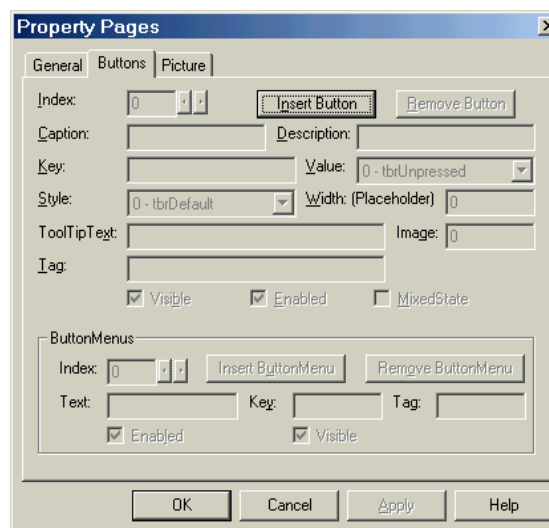 Property Pages
General Buttons Picture
Index: 0 Insert Button Remove Button
Caption: Description:
Key: Value: 0 - tbrUnpressed
Style: 0 - tbrDefault Width: (Placeholder) 0
ToolTipText: Image: 0
Tag:
Visible Enabled MixedState
ButtonMenus
Index: 0 Insert ButtonMenu Remove ButtonMenu
Text: Key: Tag:
Enabled Visible
OK Cancel Apply Help